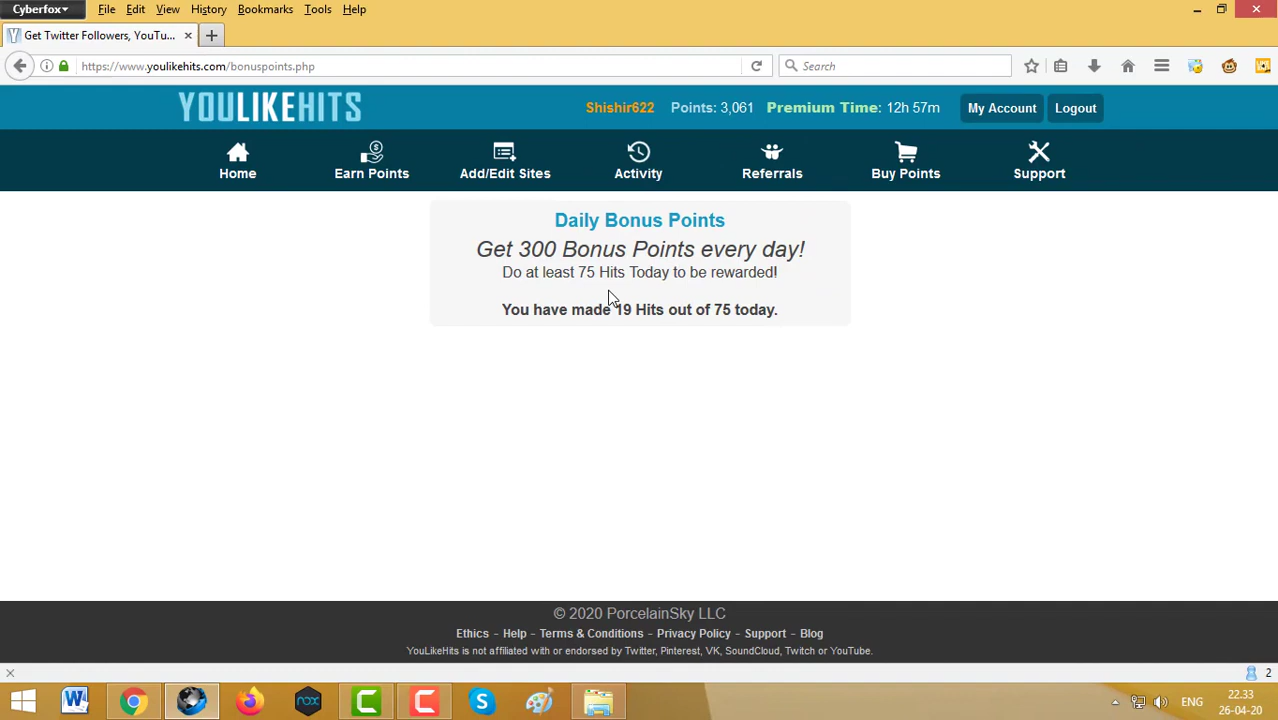 Cyberfox
File Edit View History Bookmarks Tools Help
Get Twitter Followers, YouTu...
https://www.youlikehits.com/bonuspoints.php
Search
YOULIKEHITS
Shishir622 Points: 3,061 Premium Time: 12h 57m My Account Logout
Home Earn Points Add/Edit Sites Activity Referrals Buy Points Support
Daily Bonus Points
Get 300 Bonus Points every day!
Do at least 75 Hits Today to be rewarded!
You have made 19 Hits out of 75 today.
© 2020 PorcelainSky LLC
Ethics - Help - Terms & Conditions - Privacy Policy - Support - Blog
YouLikeHits is not affiliated with or endorsed by Twitter, Pinterest, VK, SoundCloud, Twitch or YouTube.
2
ENG
22.33
26-04-20